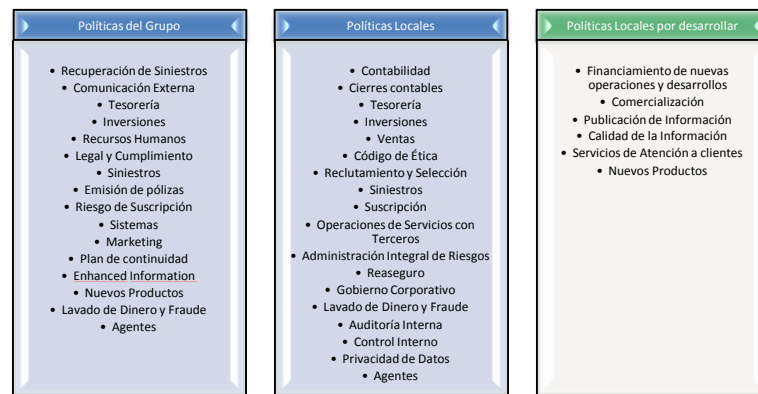 Políticas del Grupo
• Recuperación de Siniestros
• Comunicación Externa
• Tesorería
• Inversiones
• Recursos Humanos
• Legal y Cumplimiento
• Siniestros
• Emisión de pólizas
• Riesgo de Suscripción
• Sistemas
• Marketing
• Plan de continuidad
• Enhanced Information
• Nuevos Productos
• Lavado de Dinero y Fraude
• Agentes
Políticas Locales
• Contabilidad
• Cierres contables
• Tesorería
• Inversiones
• Ventas
• Código de Ética
• Reclutamiento y Selección
• Siniestros
• Suscripción
• Operaciones de Servicios con
Terceros
• Administración Integral de Riesgos
• Reaseguro
• Gobierno Corporativo
• Lavado de Dinero y Fraude
• Auditoría Interna
• Control Interno
• Privacidad de Datos
• Agentes
Políticas Locales por desarrollar
• Financiamiento de nuevas
operaciones y desarrollos
• Comercialización
• Publicación de Información
• Calidad de la Información
• Servicios de Atención a clientes
• Nuevos Productos